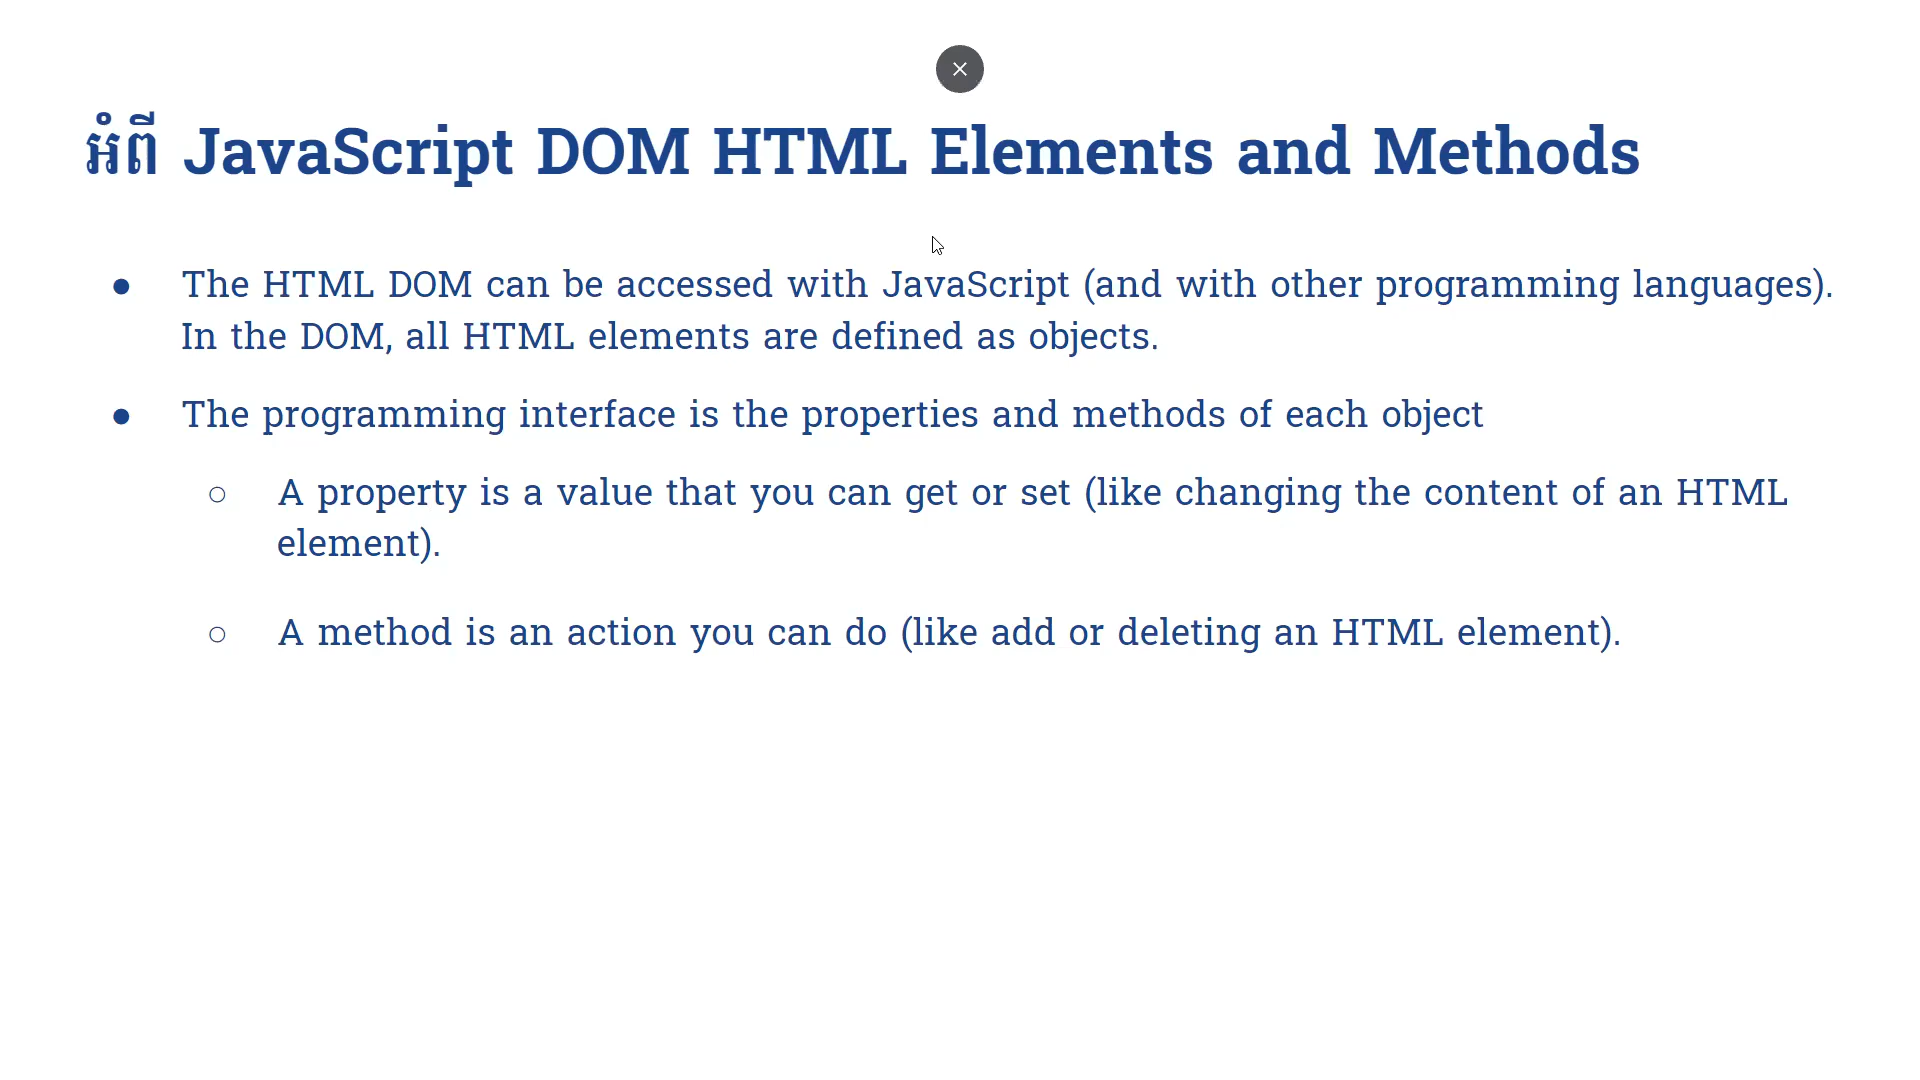 អំពី JavaScript DOM HTML Elements and Methods
● The HTML DOM can be accessed with JavaScript (and with other programming languages).
In the DOM, all HTML elements are defined as objects.
● The programming interface is the properties and methods of each object
○ A property is a value that you can get or set (like changing the content of an HTML
element).
○ A method is an action you can do (like add or deleting an HTML element).